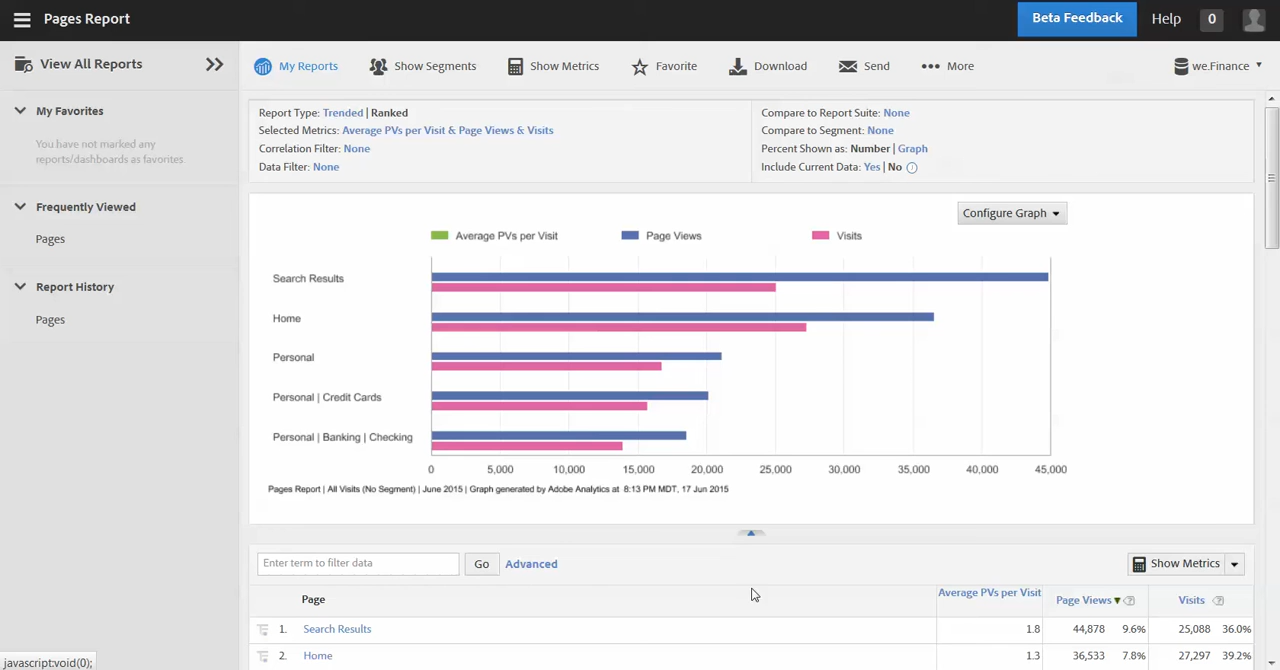 Pages Report
Beta Feedback
Help
0
View All Reports
My Reports
Show Segments
Show Metrics
Favorite
Download
Send
More
we.Finance
My Favorites
You have not marked any
reports/dashboards as favorites.
Frequently Viewed
Pages
Report History
Pages
Report Type: Trended | Ranked
Selected Metrics: Average PVs per Visit & Page Views & Visits
Correlation Filter: None
Data Filter: None
Compare to Report Suite: None
Compare to Segment: None
Percent Shown as: Number | Graph
Include Current Data: Yes | No
Configure Graph
Average PVs per Visit Page Views Visits
Search Results
Home
Personal
Personal | Credit Cards
Personal | Banking | Checking
0 5,000 10,000 15,000 20,000 25,000 30,000 35,000 40,000 45,000
Pages Report | All Visits (No Segment) | June 2015 | Graph generated by Adobe Analytics at 8:13 PM MDT, 17 Jun 2015
Enter term to filter data
Go
Advanced
Show Metrics
Page Average PVs per Visit Page Views Visits
1. Search Results 1.8 44,878 9.6% 25,088 36.0%
2. Home 1.3 36,533 7.8% 27,297 39.2%
javascript:void(0);